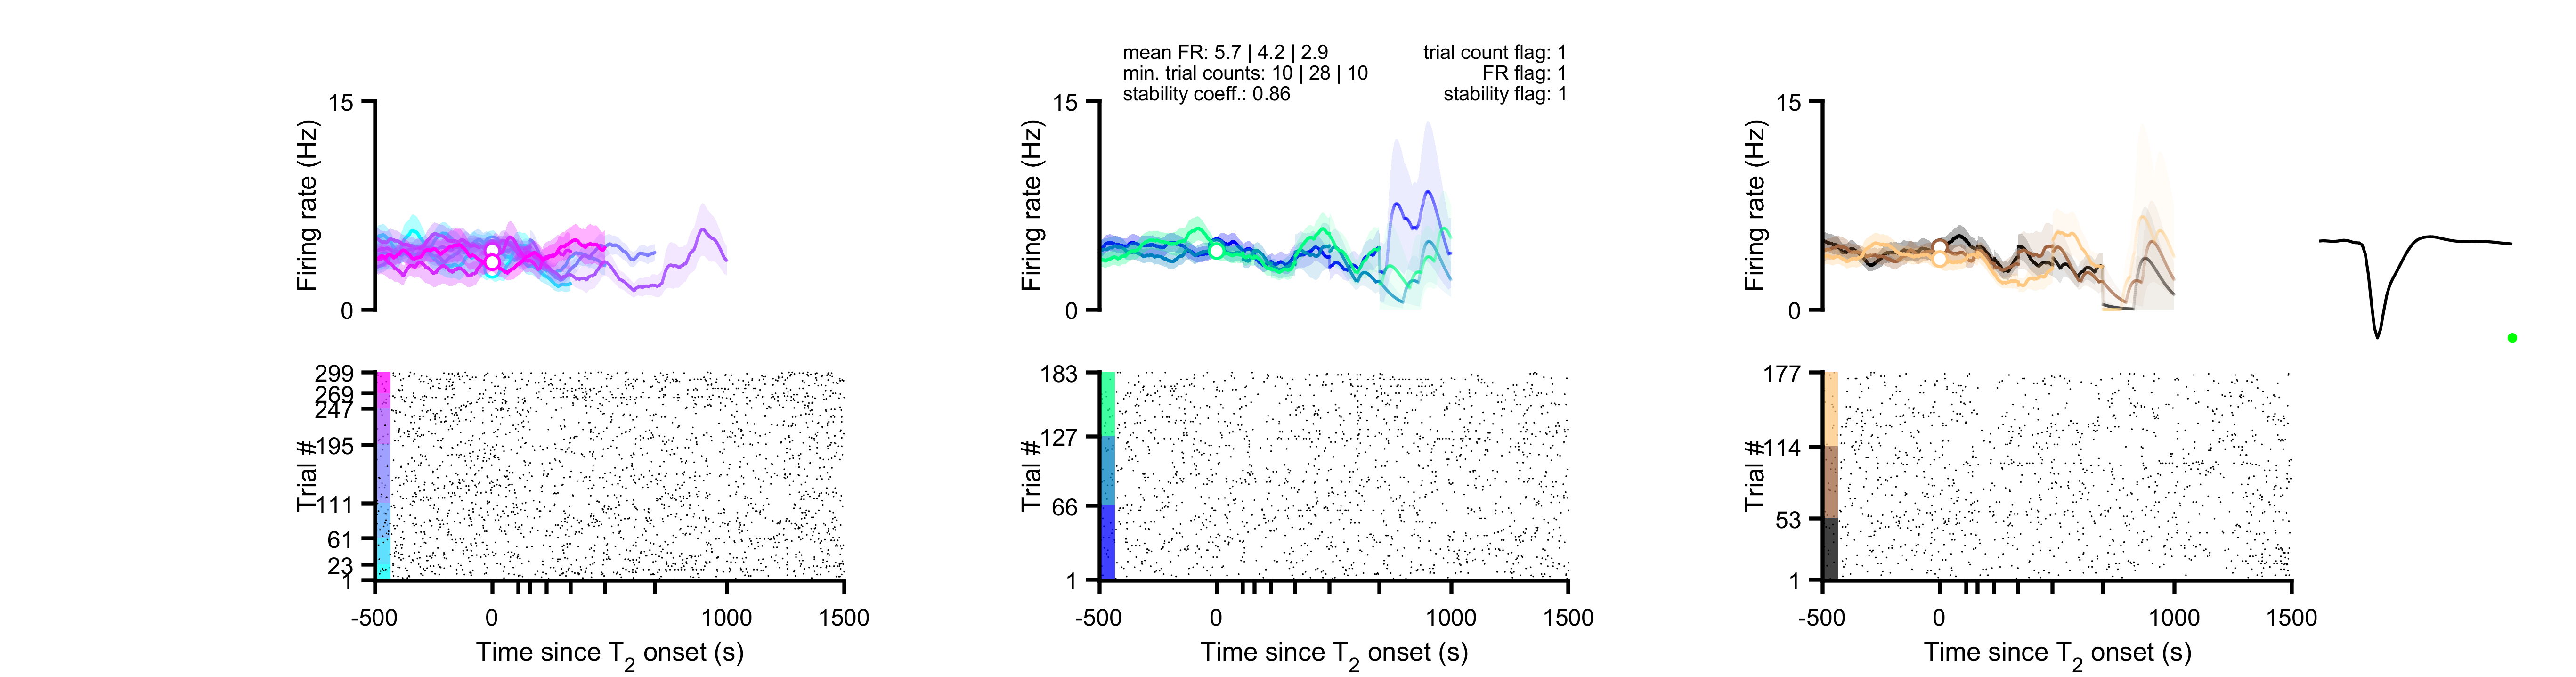 mean FR: 5.7 | 4.2 | 2.9
min. trial counts: 10 | 28 | 10
stability coeff.: 0.86
trial count flag: 1
FR flag: 1
stability flag: 1
15
0
Firing rate (Hz)
299
269
247
195
111
61
23
1
Trial #
-500
0
1000
1500
Time since T2 onset (s)
15
0
Firing rate (Hz)
183
127
66
1
Trial #
-500
0
1000
1500
Time since T2 onset (s)
15
0
Firing rate (Hz)
177
114
53
1
Trial #
-500
0
1000
1500
Time since T2 onset (s)